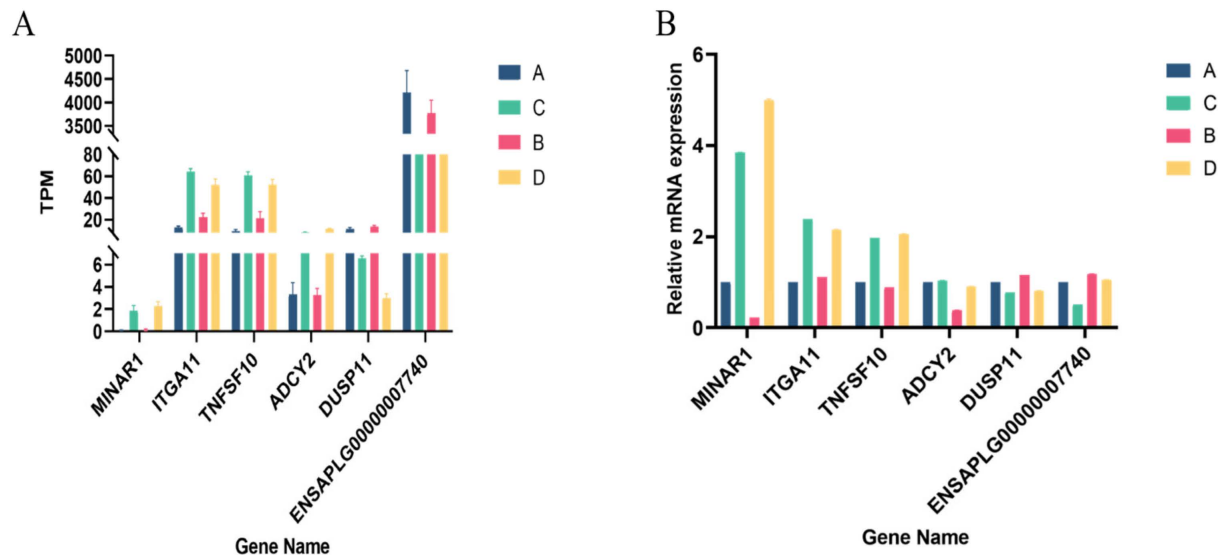 A
5000
4500
4000
3500
80
60
40
20
6
4
2
0
TPM
MINAR1
ITGA11
TNFSF10
ADCY2
DUSP11
ENSAPLG00000007740
Gene Name
A
C
B
D
B
6
4
2
0
Relative mRNA expression
MINAR1
ITGA11
TNFSF10
ADCY2
DUSP11
ENSAPLG00000007740
Gene Name
A
C
B
D